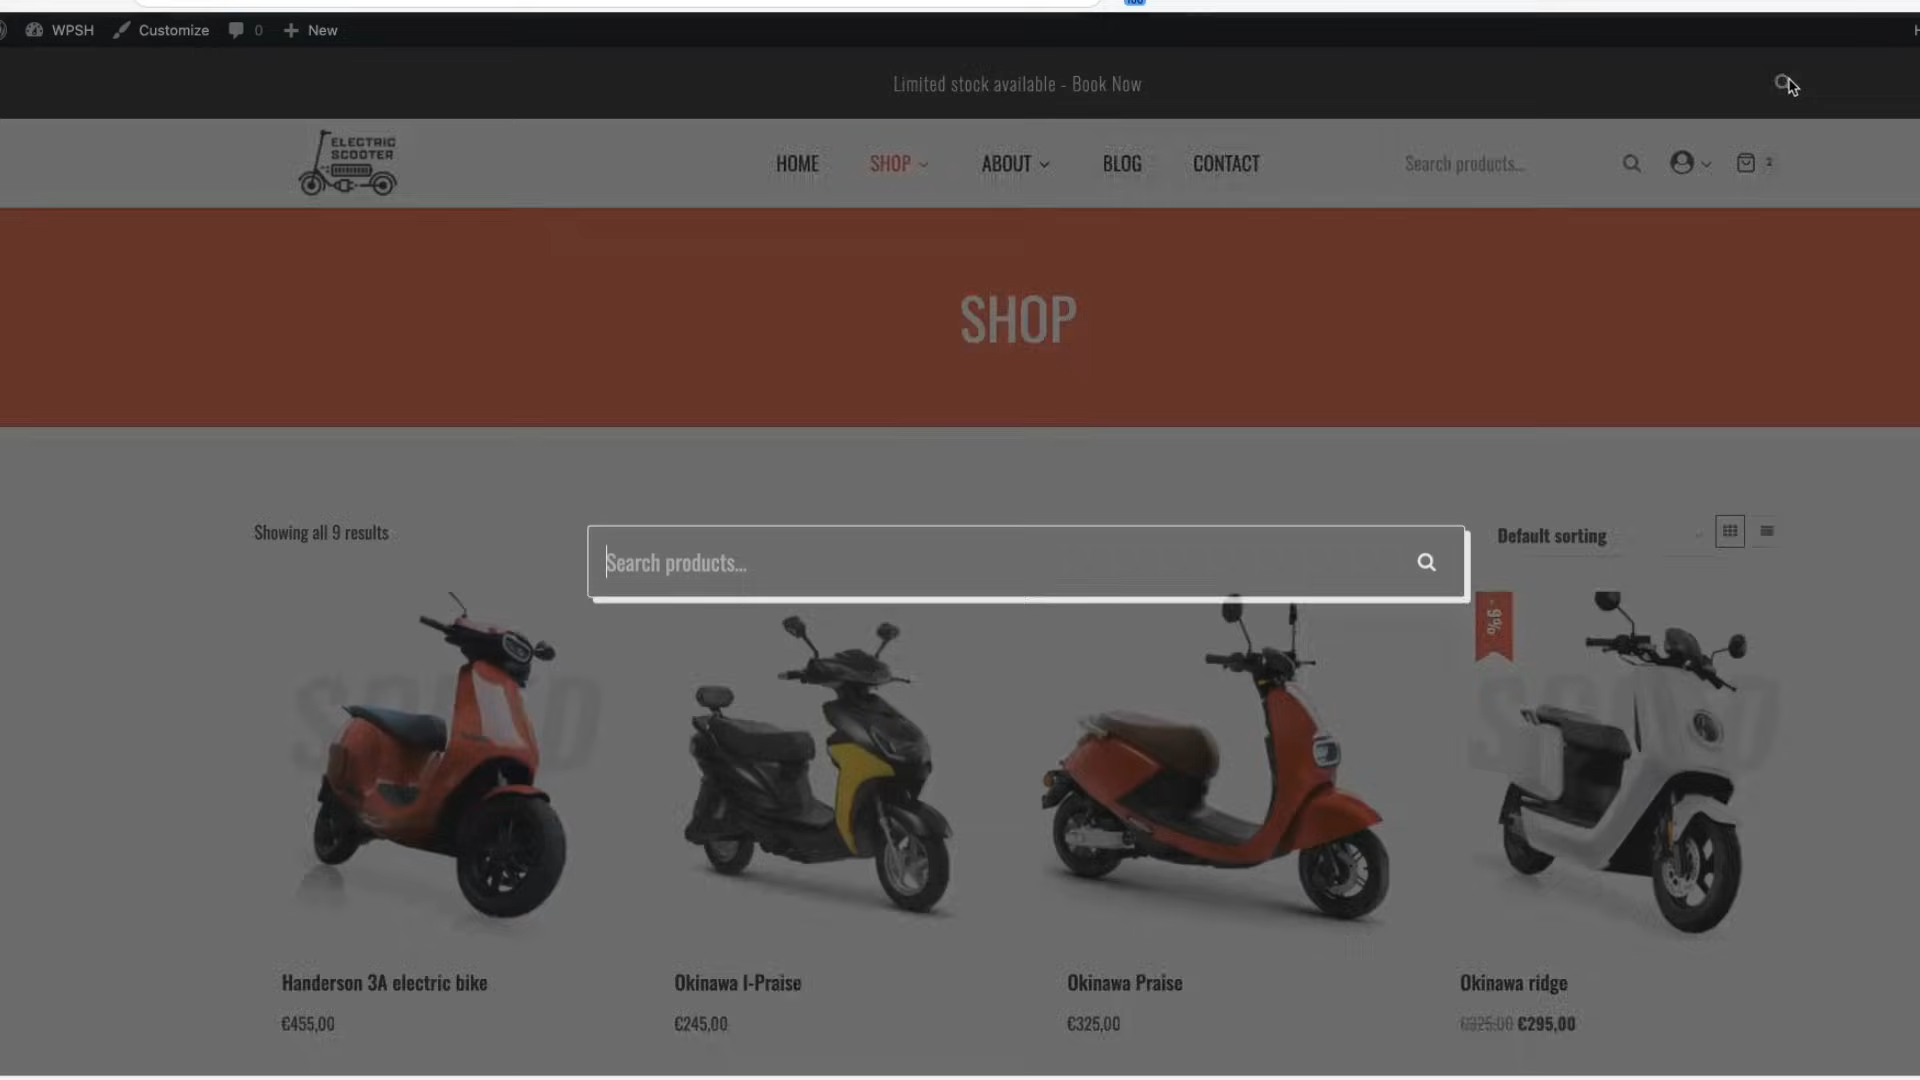 WPSH Customize 0 New
Limited stock available - Book Now
ELECTRIC
SCOOTER
HOME SHOP ABOUT BLOG CONTACT Search products... 2
SHOP
Showing all 9 results
Default sorting
Search products...
- 9%
Handerson 3A electric bike
Okinawa I-Praise
Okinawa Praise
Okinawa ridge
€455,00
€245,00
€325,00
€325,00 €295,00